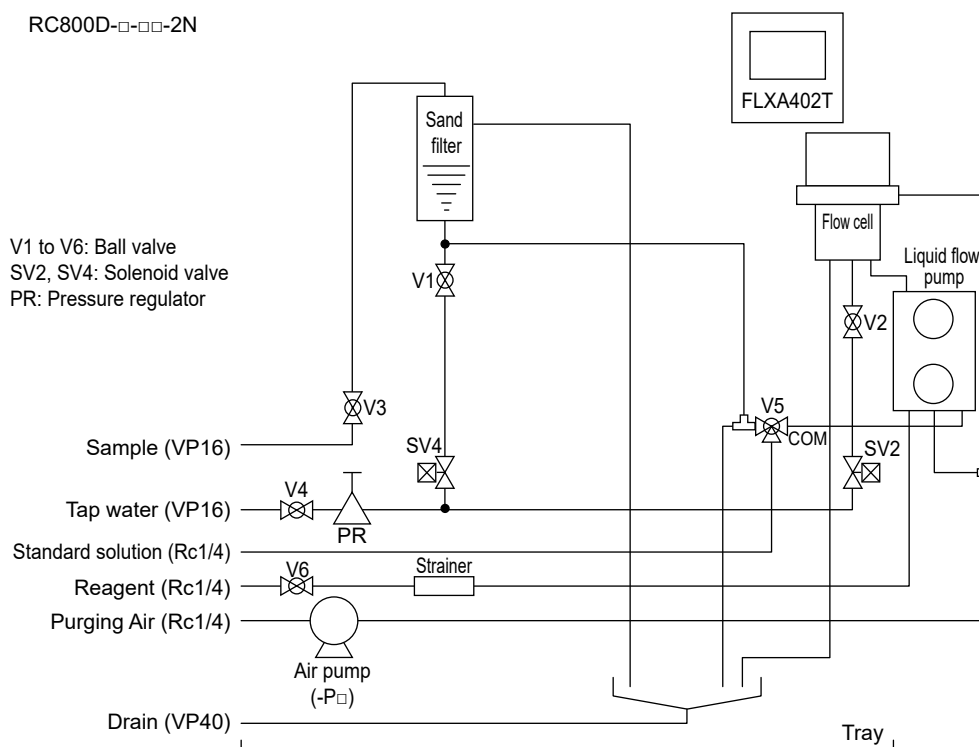 RC800D-□-□□-2N
FLXA402T
Sand
filter
Flow cell
V1 to V6: Ball valve
SV2, SV4: Solenoid valve
PR: Pressure regulator
Liquid flow
pump
V1
V2
V3
V5
COM
Sample (VP16)
SV4
SV2
V4
Tap water (VP16)
PR
Standard solution (Rc1/4)
V6
Strainer
Reagent (Rc1/4)
Purging Air (Rc1/4)
Air pump
(-P□)
Drain (VP40)
Tray